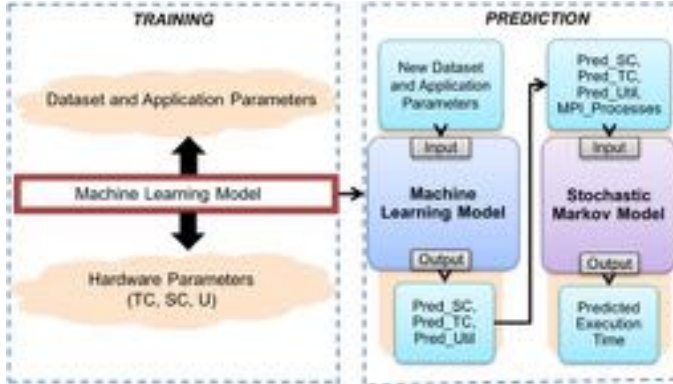 TRAINING
Dataset and Application Parameters
Machine Learning Model
Hardware Parameters
(TC, SC, U)
PREDICTION
New Dataset
and Application
Parameters
Input
Machine
Learning Model
Output
Pred_SC,
Pred_TC,
Pred_Util
Pred_SC,
Pred_TC,
Pred_Util,
MPI_Processes
Input
Stochastic
Markov Model
Output
Predicted
Execution
Time